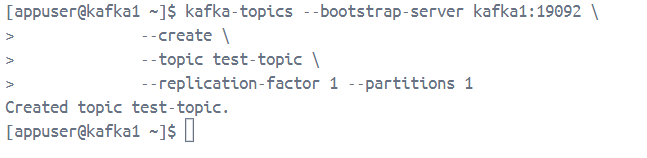 [appuser@kafka1 ~]$ kafka-topics --bootstrap-server kafka1:19092 \
>             --create \
>             --topic test-topic \
>             --replication-factor 1 --partitions 1
Created topic test-topic.
[appuser@kafka1 ~]$